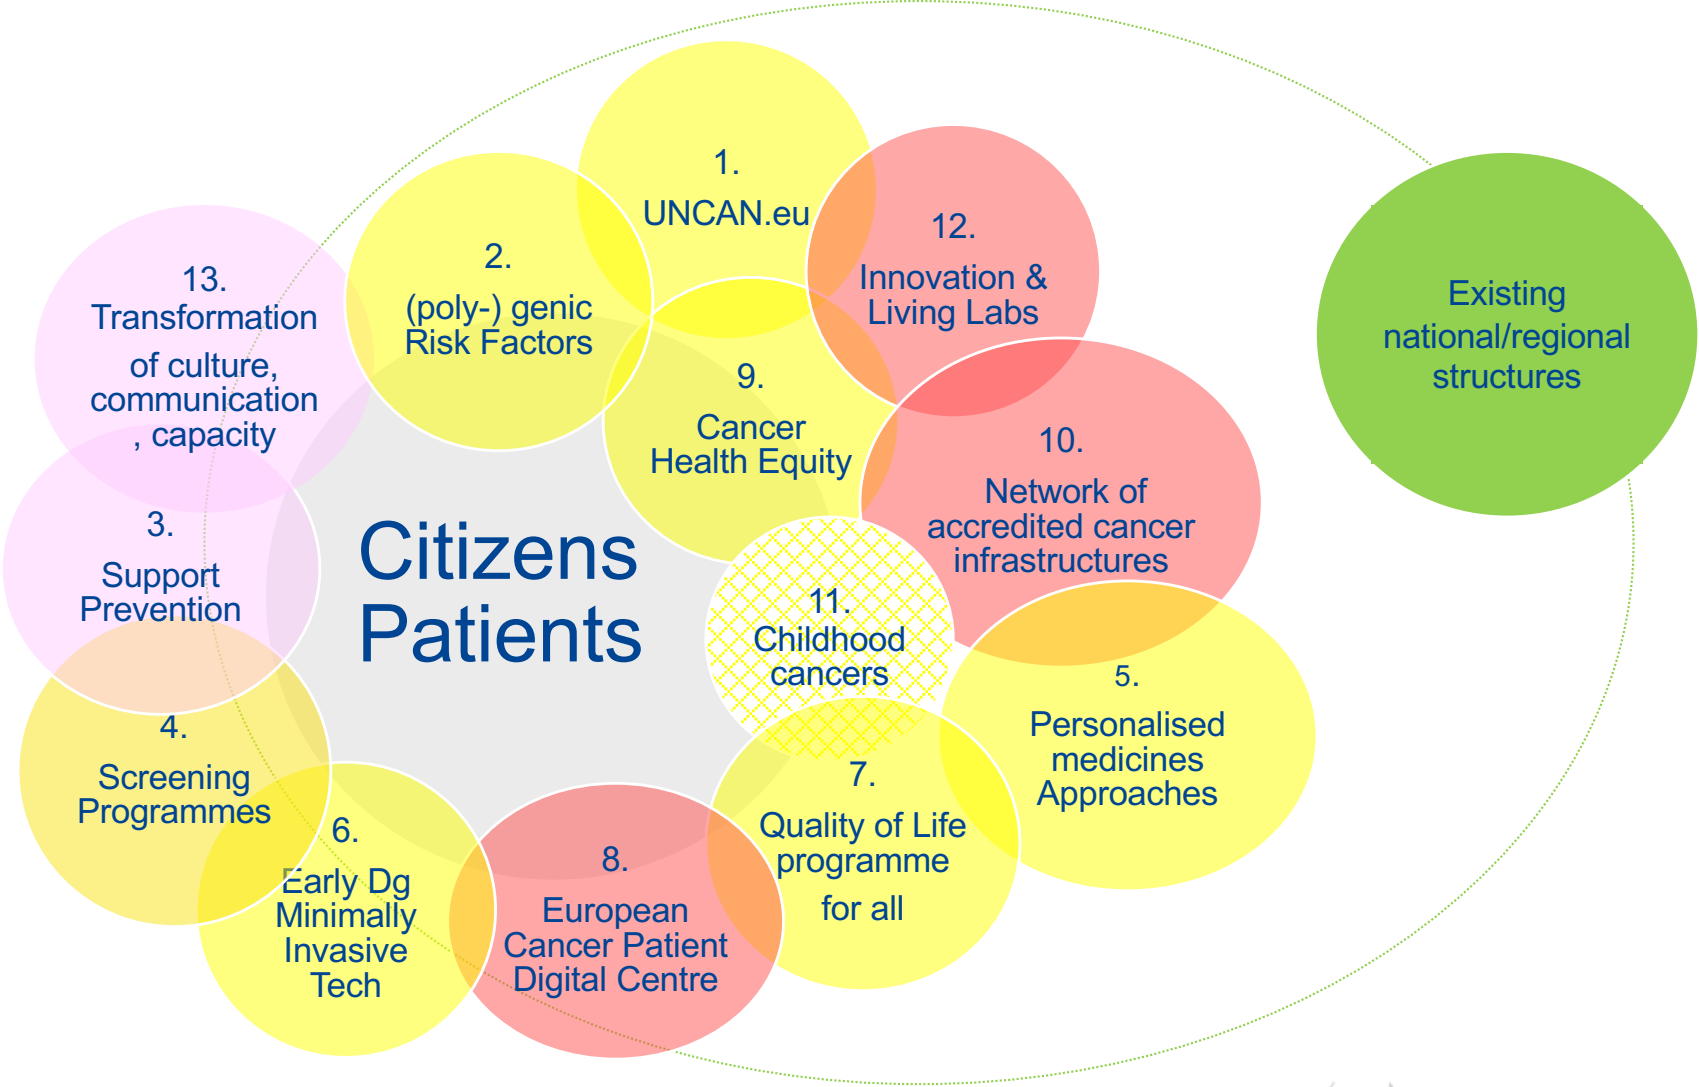 1.
UNCAN.eu
12.
Innovation &
Living Labs
2.
(poly-) genic
Risk Factors
13.
Transformation
of culture,
communication
, capacity
Existing
national/regional
structures
9.
Cancer
Health Equity
10.
Network of
accredited cancer
infrastructures
3.
Support
Prevention
Citizens
Patients
11.
Childhood
cancers
5.
Personalised
medicines
Approaches
4.
Screening
Programmes
7.
Quality of Life
programme
for all
6.
Early Dg
Minimally
Invasive
Tech
8.
European
Cancer Patient
Digital Centre